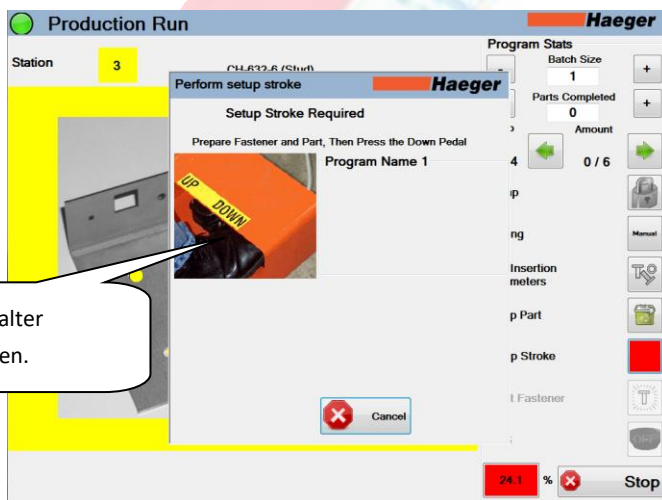 Production Run
Haeger
Station
3
CH-632-6 (Stud)
Program Stats
Batch Size
-
1
+
Parts Completed
0
+
Amount
4
0 / 6
Manual
Insertion
p Part
p Stroke
Fastener
OFF
24.1
%
Stop
Perform setup stroke
Haeger
Setup Stroke Required
Prepare Fastener and Part, Then Press the Down Pedal
Program Name 1
UP DOWN
Cancel
alter
en.